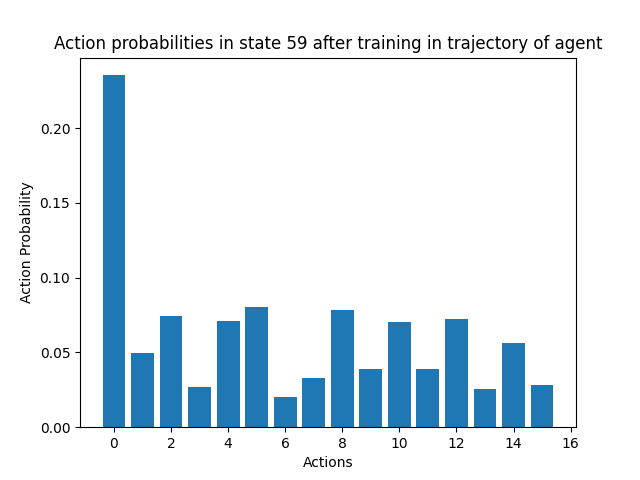 Action probabilities in state 59 after training in trajectory of agent
Action Probability
0.20
0.15
0.10
0.05
0.00
0 2 4 6 8 10 12 14 16
Actions